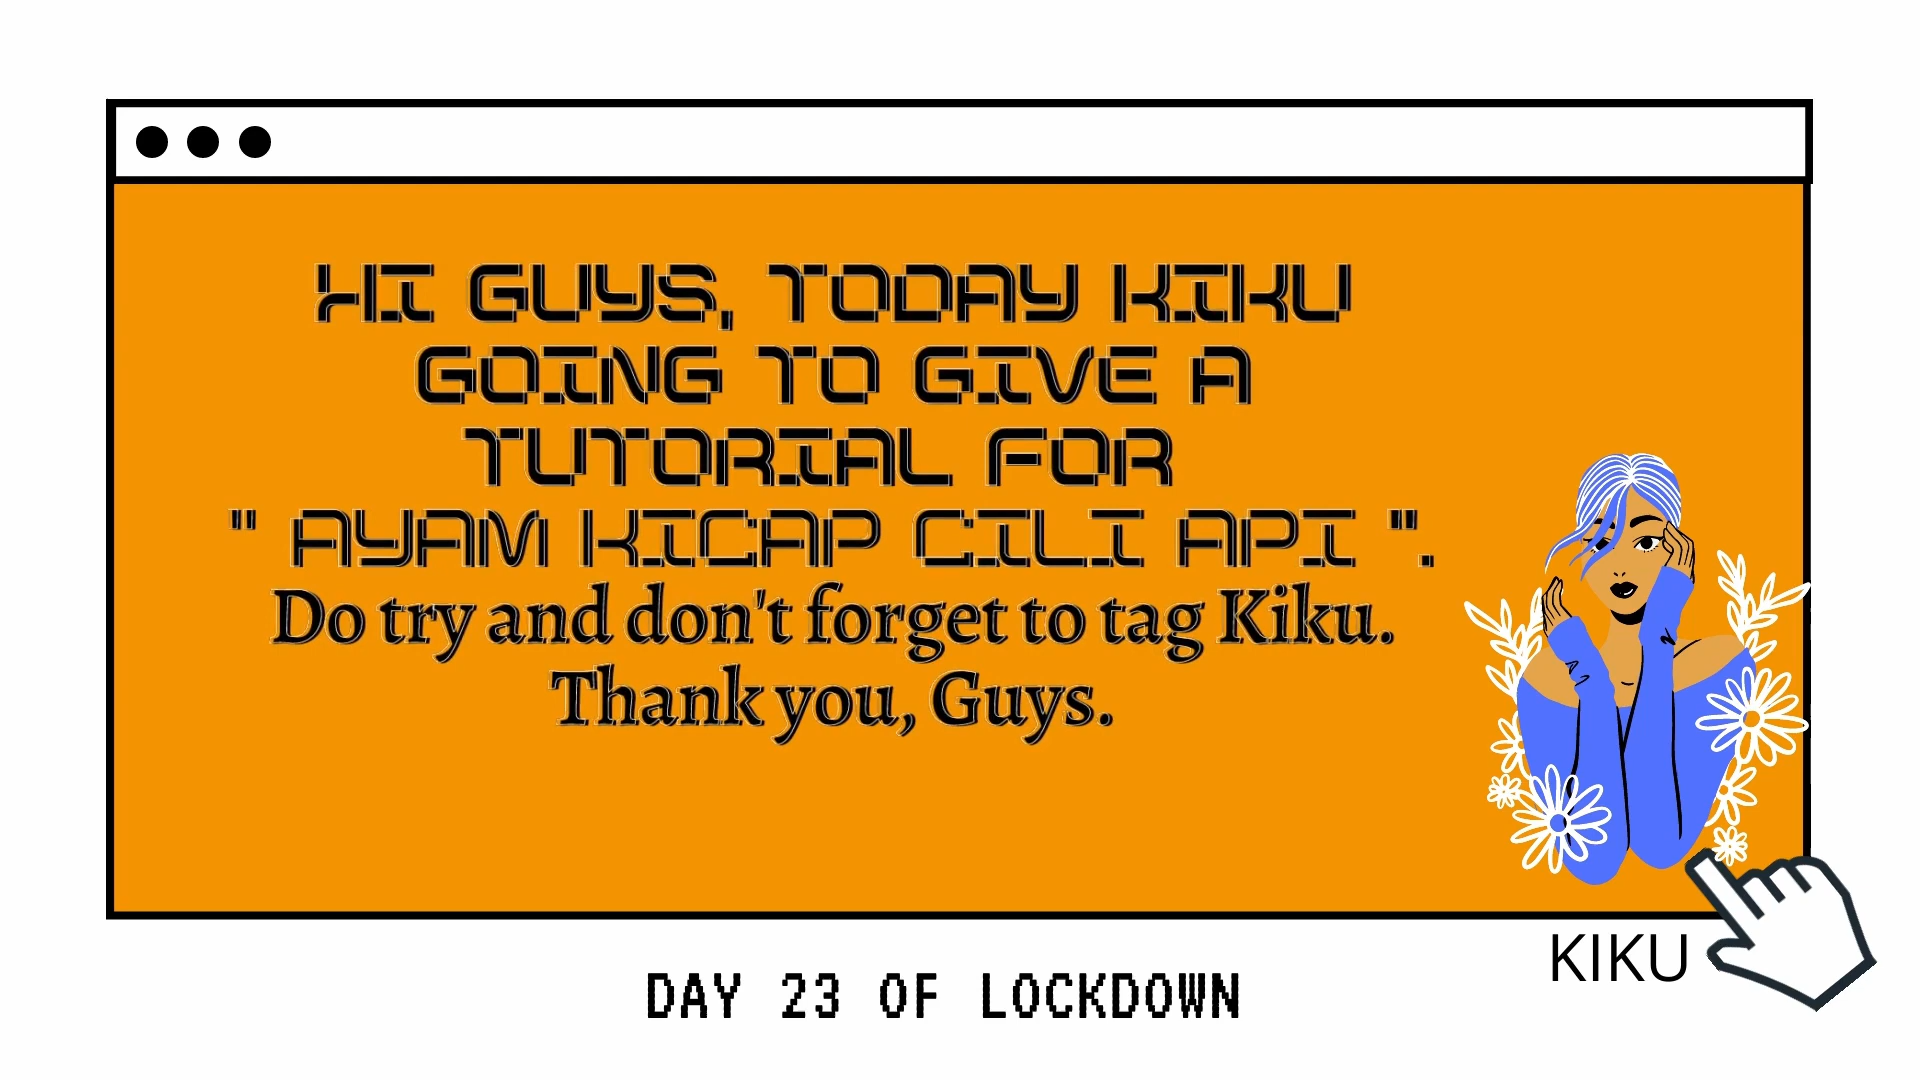 HI GUYS, TODAY KIKU
GOING TO GIVE A
TUTORIAL FOR
" AYAM KICAP CILI API ".
Do try and don't forget to tag Kiku.
Thank you, Guys.
KIKU
DAY 23 OF LOCKDOWN